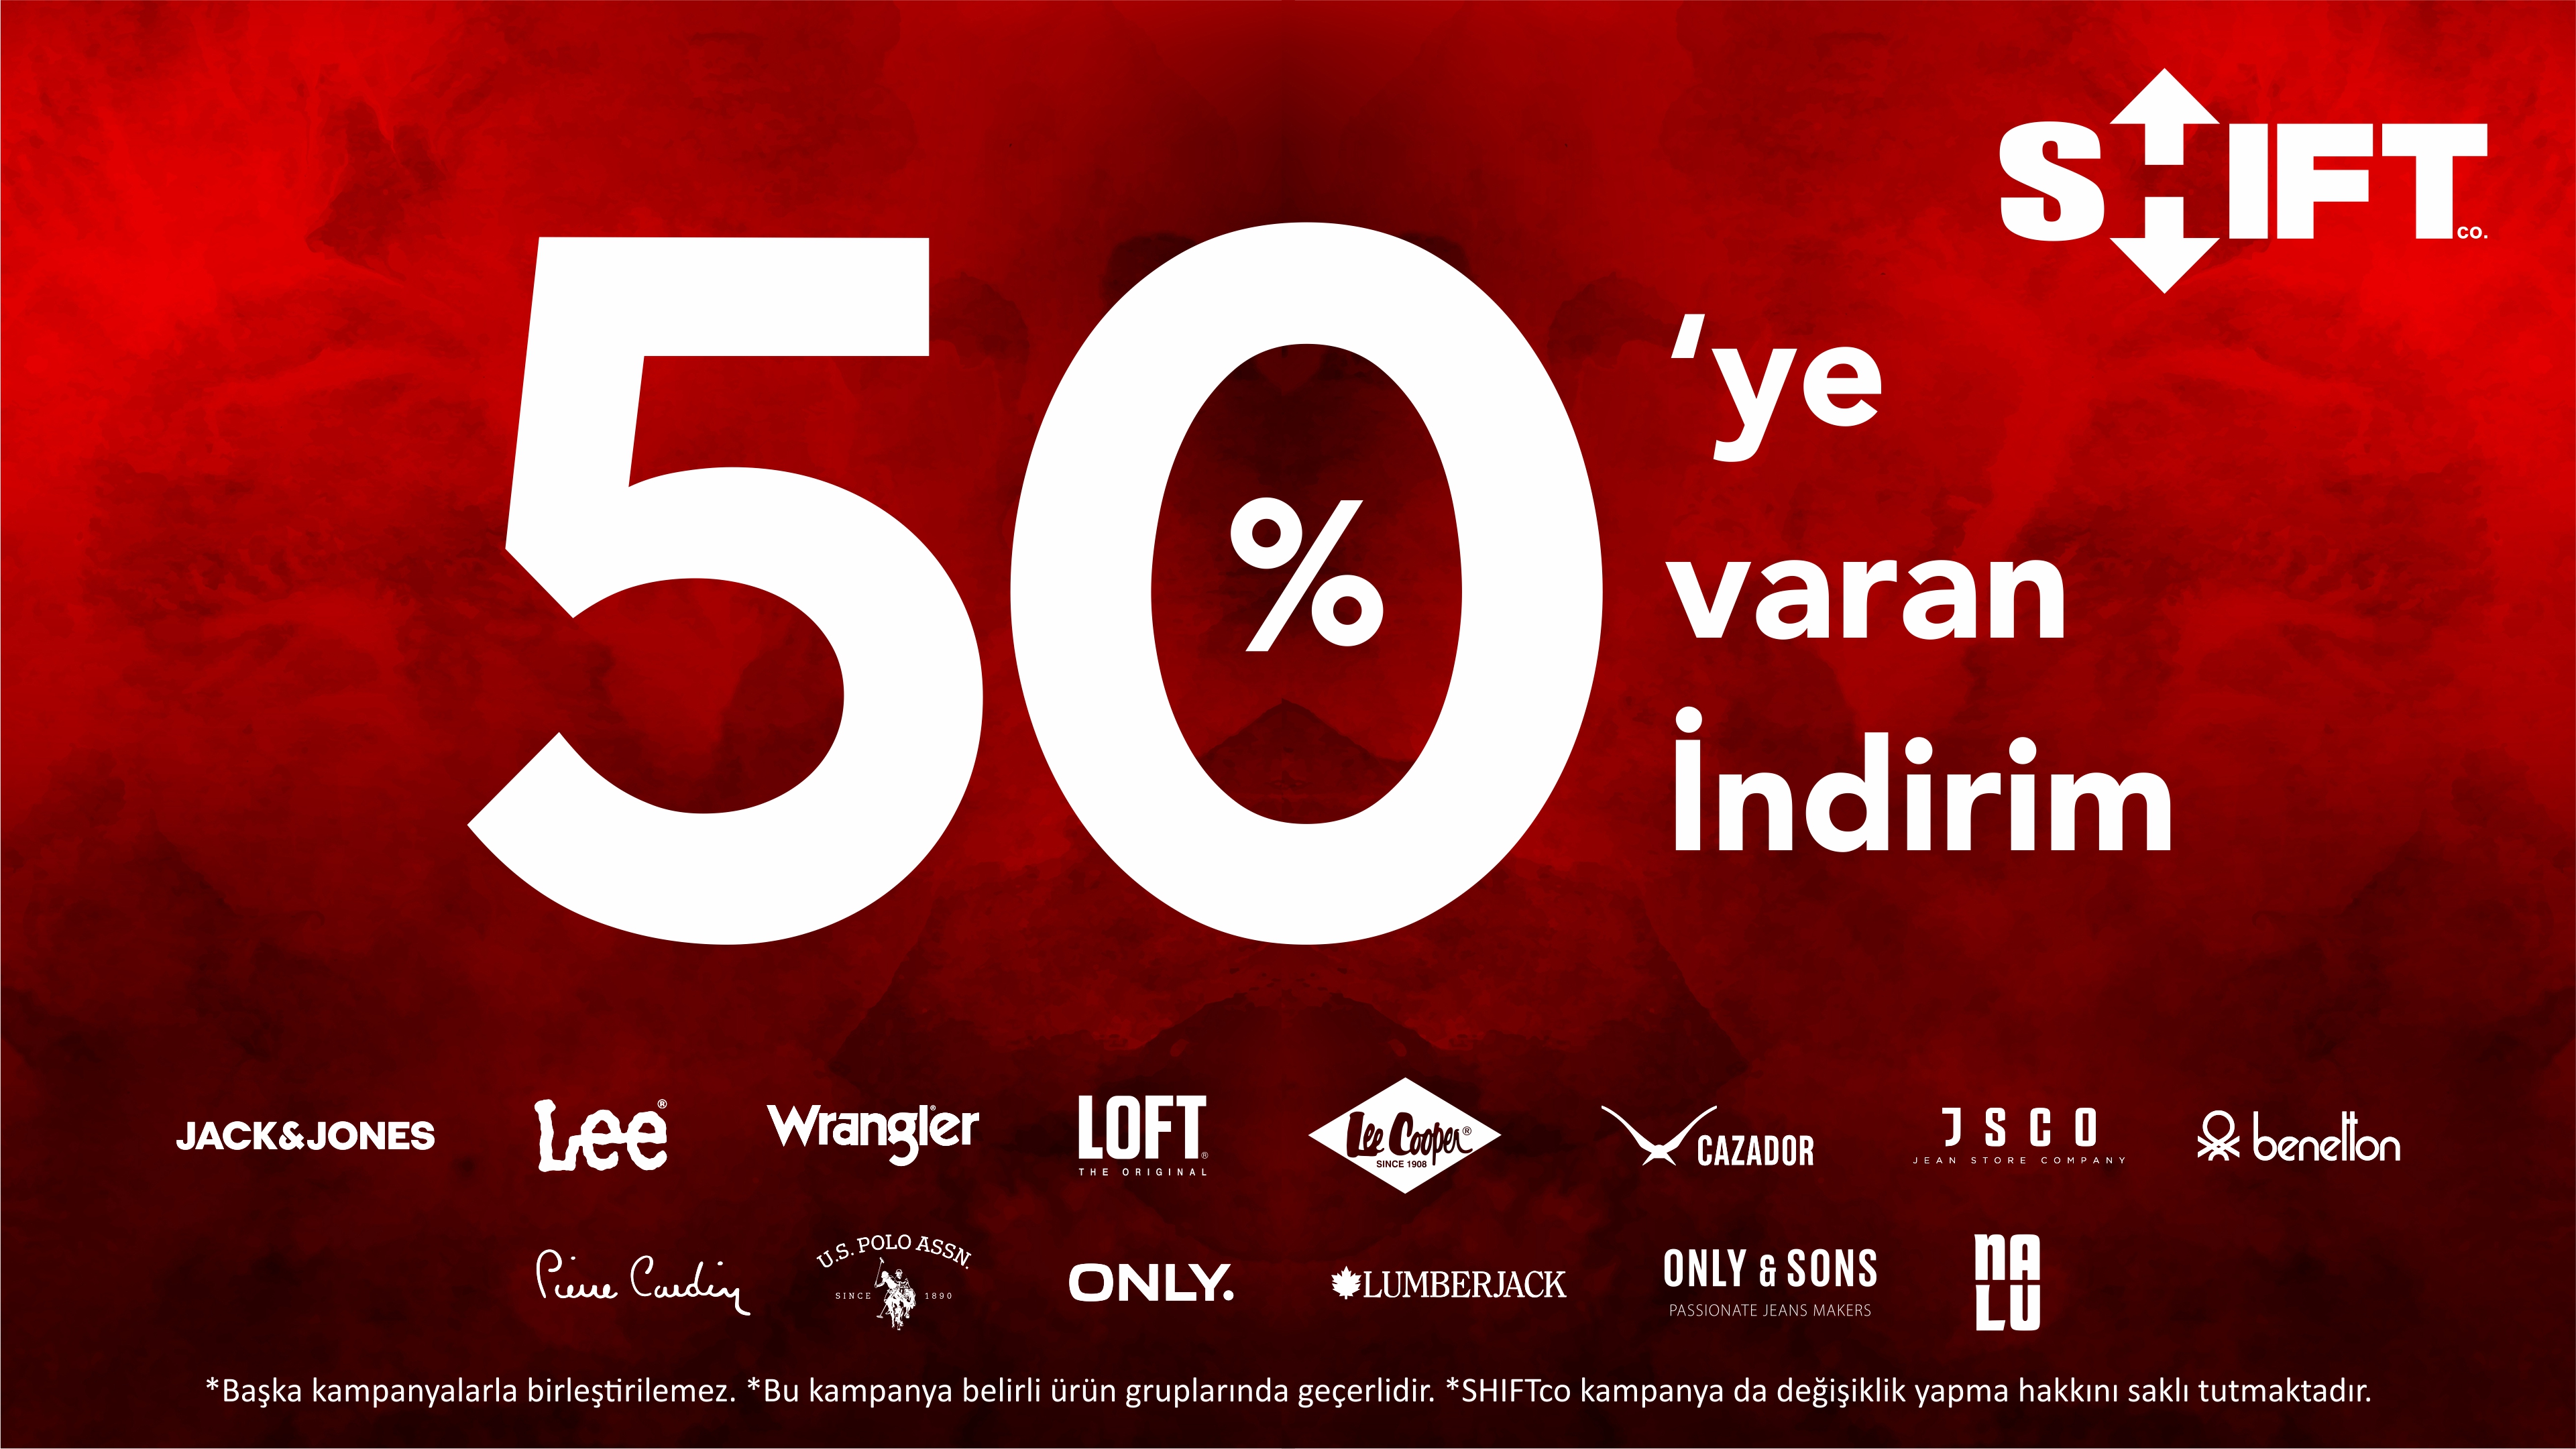 SHIFT co.
50 %
'ye
varan
İndirim
JACK&JONES Lee® Wrangler® LOFT® Lee Cooper® CAZADOR JSCO benetton
THE ORIGINAL SINCE 1908 JEAN STORE COMPANY
Pierre Cardin U.S. POLO ASSN. ONLY. LUMBERJACK ONLY & SONS NALU
SINCE 1890 PASSIONATE JEANS MAKERS
*Başka kampanyalarla birleştirilemez. *Bu kampanya belirli ürün gruplarında geçerlidir. *SHIFTco kampanya da değişiklik yapma hakkını saklı tutmaktadır.